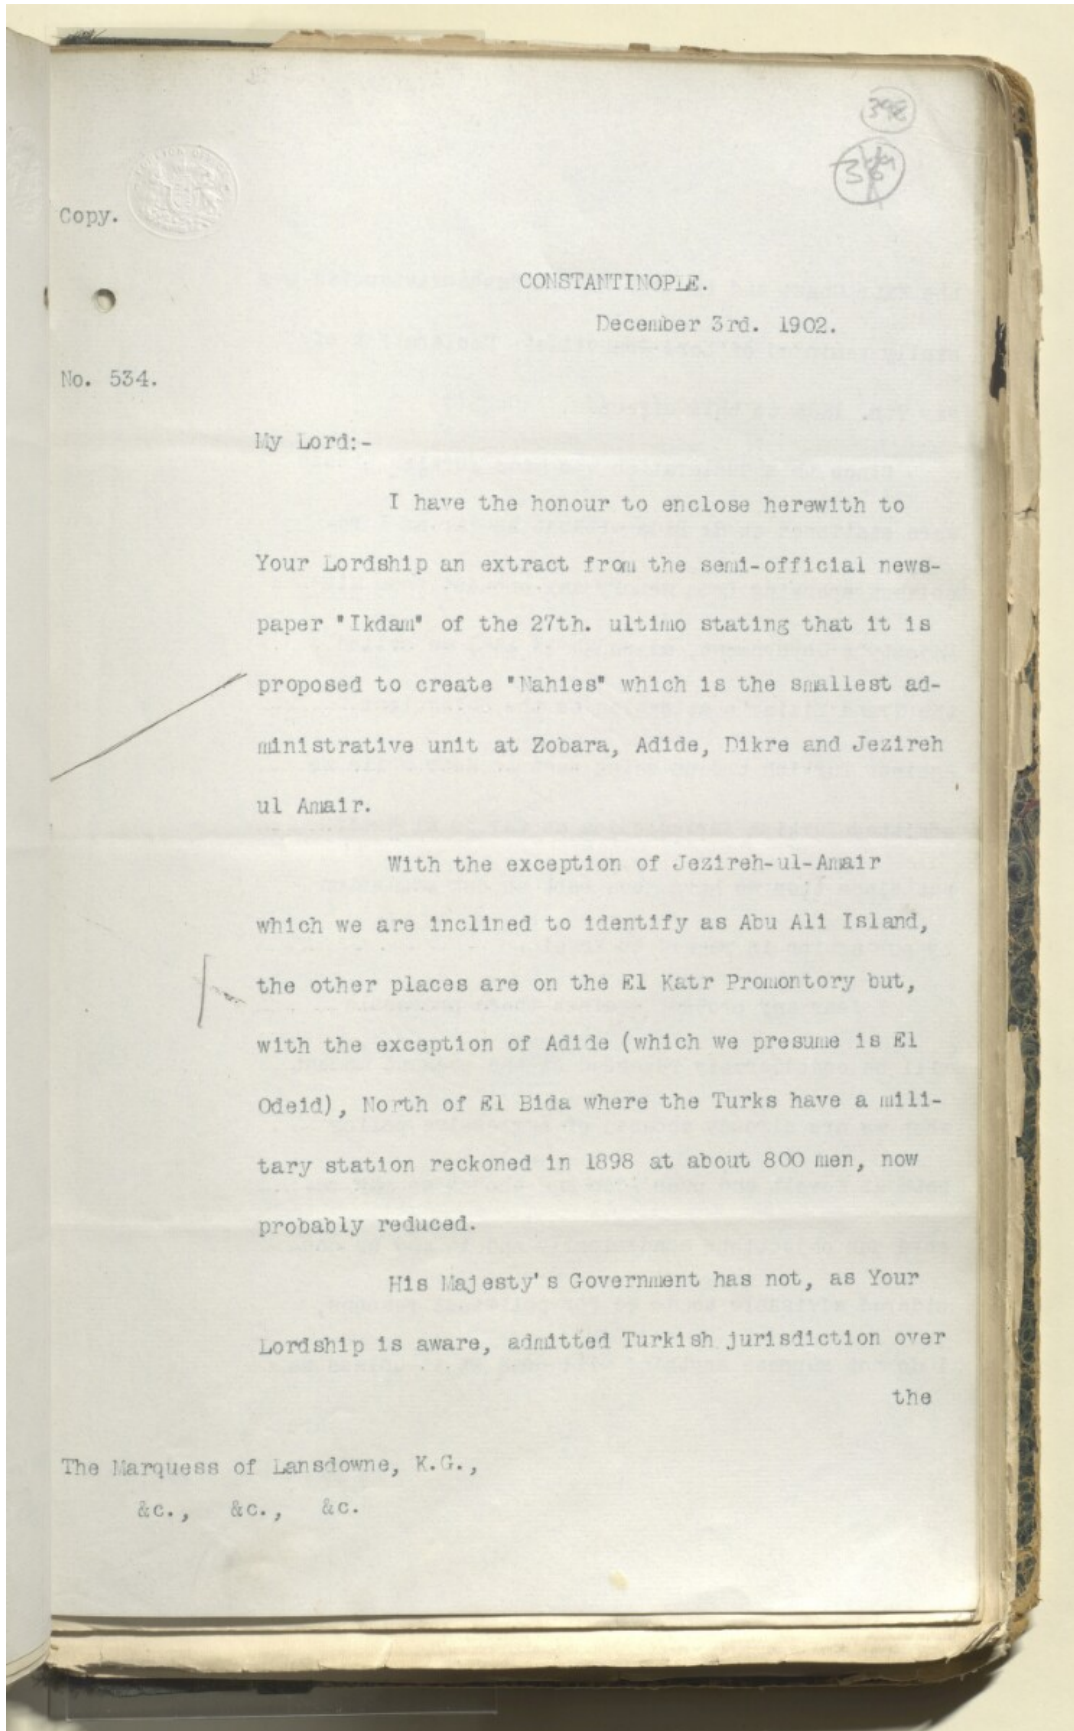 Copy.
CONSTANTINOPLE.
December 3rd. 1902.
No. 534.
My Lord:-
I have the honour to enclose herewith to
Your Lordship an extract from the semi-official news-
paper "Ikdam" of the 27th. ultimo stating that it is
proposed to create "Nahies" which is the smallest ad-
ministrative unit at Zobara, Adide, Dikre and Jezireh
ul Amair.
With the exception of Jezireh-ul-Amair
which we are inclined to identify as Abu Ali Island,
the other places are on the El Katr Promontory but,
with the exception of Adide (which we presume is El
Odeid), North of El Bida where the Turks have a mili-
tary station reckoned in 1898 at about 800 men, now
probably reduced.
His Majesty's Government has not, as Your
Lordship is aware, admitted Turkish jurisdiction over
the
The Marquess of Lansdowne, K.G.,
&c., &c., &c.